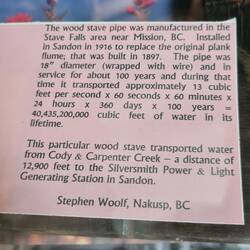 The wood stave pipe was manufactured in the
Stave Falls area near Mission, BC. Installed
in Sandon in 1916 to replace the original plank
flume; that was built in 1897. The pipe was
18" diameter (wrapped with wire) and in
service for about 100 years and during that
time it transported approximately 13 cubic
feet per second x 60 seconds x 60 minutes x
24 hours x 360 days x 100 years =
40,435,200,000 cubic feet of water in its
lifetime.
This particular wood stave transported water
from Cody & Carpenter Creek – a distance of
12,900 feet to the Silversmith Power & Light
Generating Station in Sandon.
Stephen Woolf, Nakusp, BC